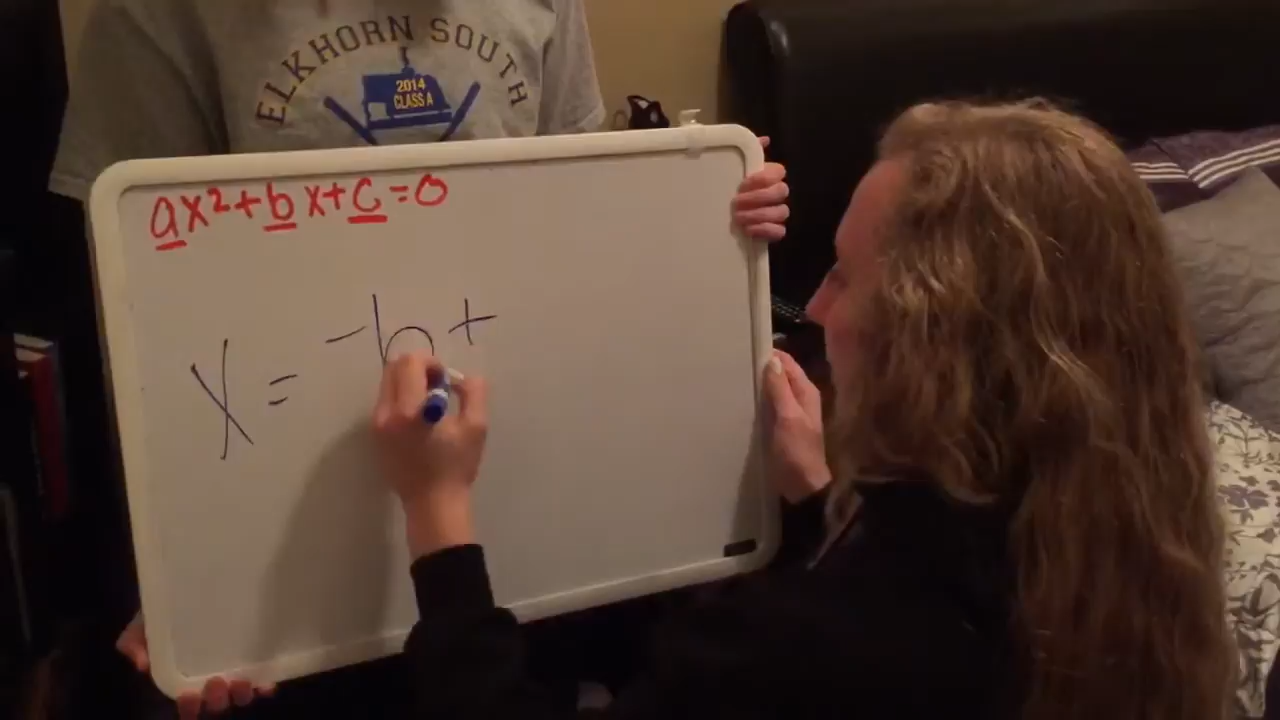 ELKHORN SOUTH
2014
CLASS A
ax²+bx+c=0
x = -b+